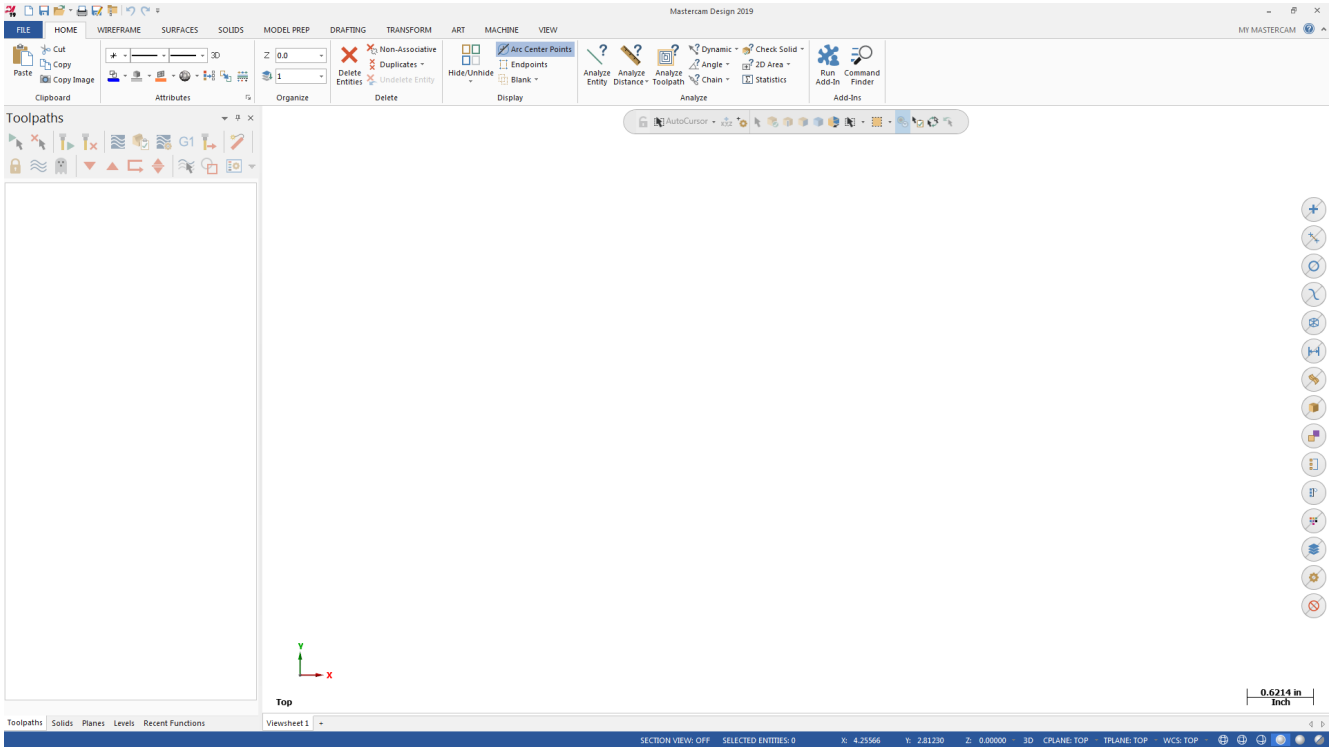 Mastercam Design 2019
FILE HOME WIREFRAME SURFACES SOLIDS MODEL PREP DRAFTING TRANSFORM ART MACHINE VIEW MY MASTERCAM
Paste
Cut
Copy
Copy Image
Clipboard
3D
Attributes
Z 0.0
1
Organize
Delete
Entities
Non-Associative
Duplicates
Undelete Entity
Delete
Hide/Unhide
Arc Center Points
Endpoints
Blank
Display
Analyze
Entity
Analyze
Distance
Analyze
Toolpath
Dynamic
Angle
Chain
Check Solid
2D Area
Statistics
Analyze
Run
Add-In
Command
Finder
Add-Ins
Toolpaths
G1
AutoCursor
Y
X
Top
0.6214 in
Inch
Toolpaths Solids Planes Levels Recent Functions
Viewsheet 1 +
SECTION VIEW: OFF SELECTED ENTITIES: 0 X: 4.25566 Y: 2.81230 Z: 0.00000 3D CPLANE: TOP TPLANE: TOP WCS: TOP